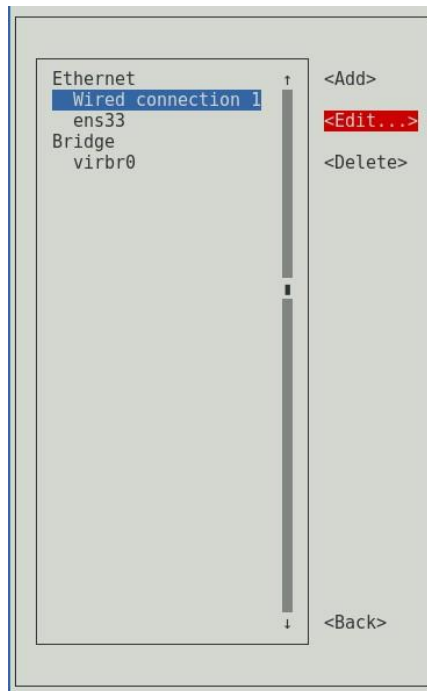 Ethernet ↑ <Add>
Wired connection 1
ens33 <Edit...>
Bridge
virbr0 <Delete>
↓ <Back>